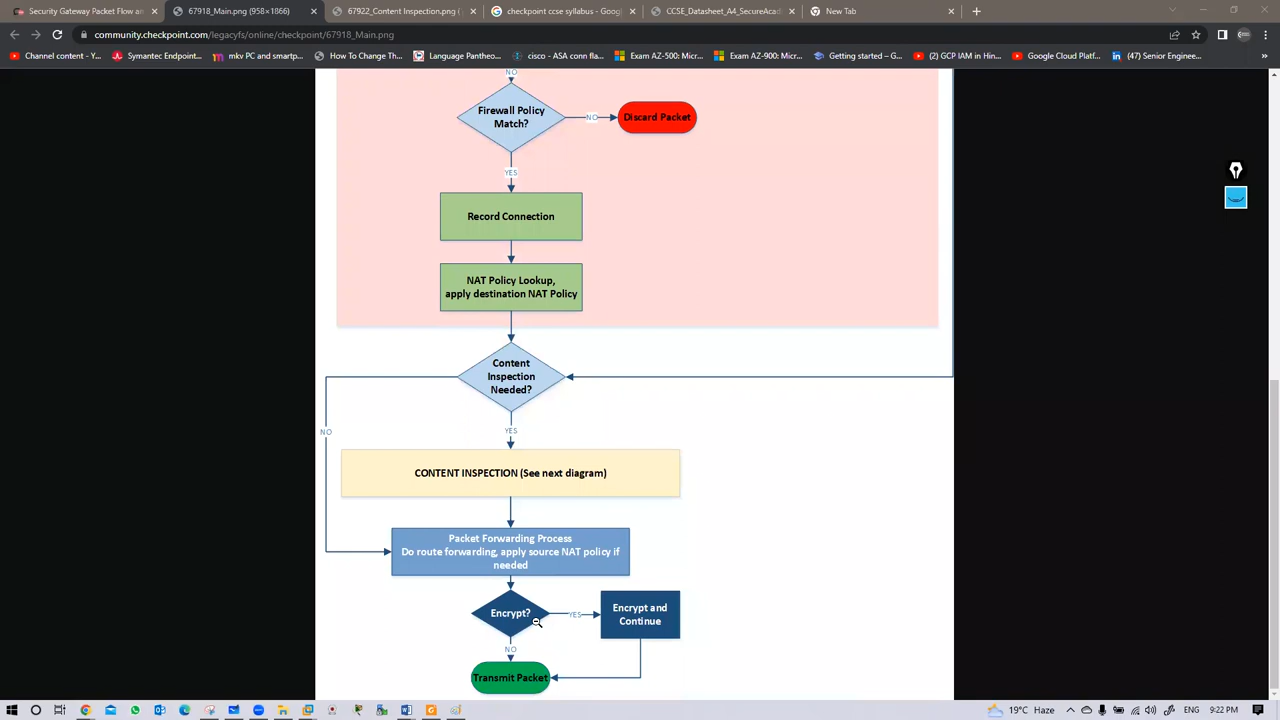 Security Gateway Packet Flow an
67918_Main.png (958×1866)
67922_Content Inspection.png (
checkpoint ccse syllabus - Googl
CCSE_Datasheet_A4_SecureAcad
New Tab
community.checkpoint.com/legacyfs/online/checkpoint/67918_Main.png
Channel content - Y...
Symantec Endpoint...
mkv PC and smartp...
How To Change Th...
Language Pantheo...
cisco - ASA conn fla...
Exam AZ-500: Micr...
Exam AZ-900: Micr...
Getting started – G...
(2) GCP IAM in Hin...
Google Cloud Platf...
(47) Senior Enginee...
NO
Firewall Policy
Match?
NO
Discard Packet
YES
Record Connection
NAT Policy Lookup,
apply destination NAT Policy
Content
Inspection
Needed?
NO
YES
CONTENT INSPECTION (See next diagram)
Packet Forwarding Process
Do route forwarding, apply source NAT policy if
needed
Encrypt?
YES
Encrypt and
Continue
NO
Transmit Packet
19°C Haze
ENG
9:22 PM